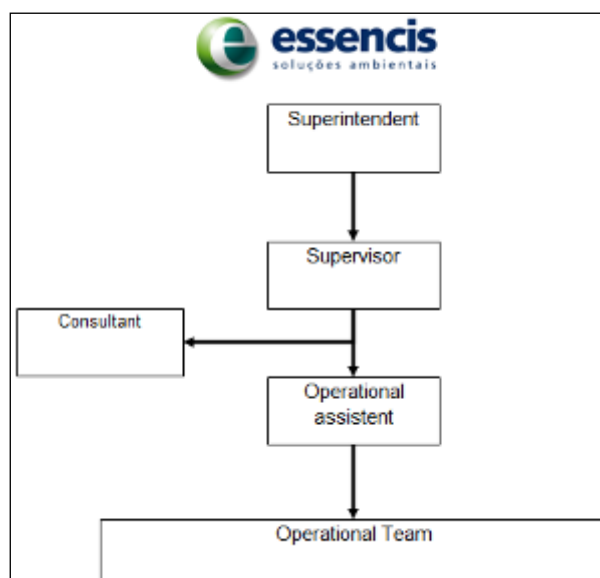 essencis
soluções ambientais
Superintendent
Supervisor
Consultant
Operational
assistent
Operational Team